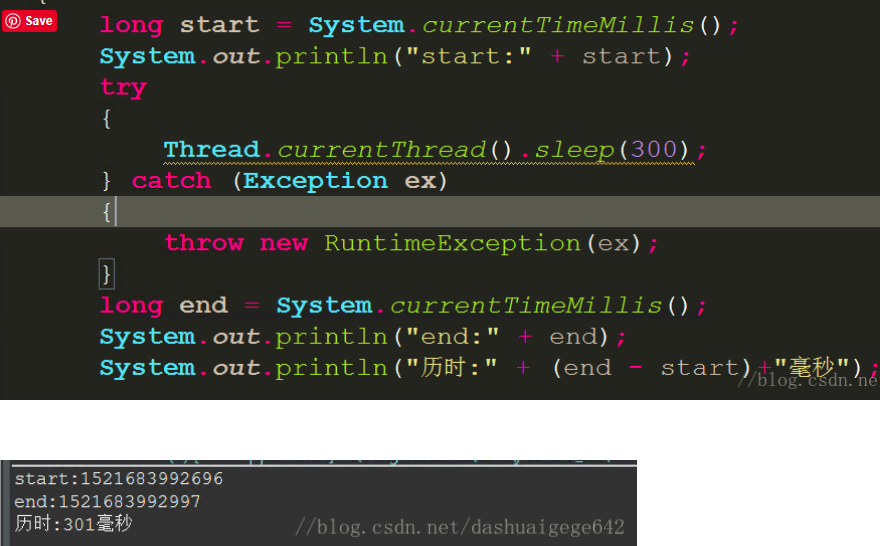 Save
long start = System.currentTimeMillis();
System.out.println("start:" + start);
try
{
Thread.currentThread().sleep(300);
} catch (Exception ex)
{
throw new RuntimeException(ex);
}
long end = System.currentTimeMillis();
System.out.println("end:" + end);
System.out.println("历时:" + (end - start)+"毫秒");
//blog.csdn.ne
start:1521683992696
end:1521683992997
历时:301毫秒
//blog.csdn.net/dashuaigege642